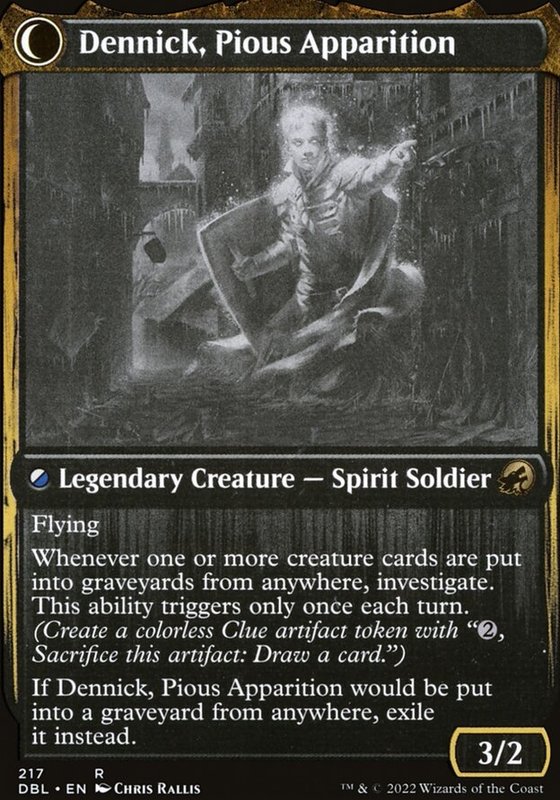 Dennick, Pious Apparition
Legendary Creature — Spirit Soldier
Flying
Whenever one or more creature cards are put
into graveyards from anywhere, investigate.
This ability triggers only once each turn.
(Create a colorless Clue artifact token with “2,
Sacrifice this artifact: Draw a card.”)
If Dennick, Pious Apparition would be put
into a graveyard from anywhere, exile
it instead.
3/2
217 R
DBL • EN Chris Rallis
™ & © 2022 Wizards of the Coast